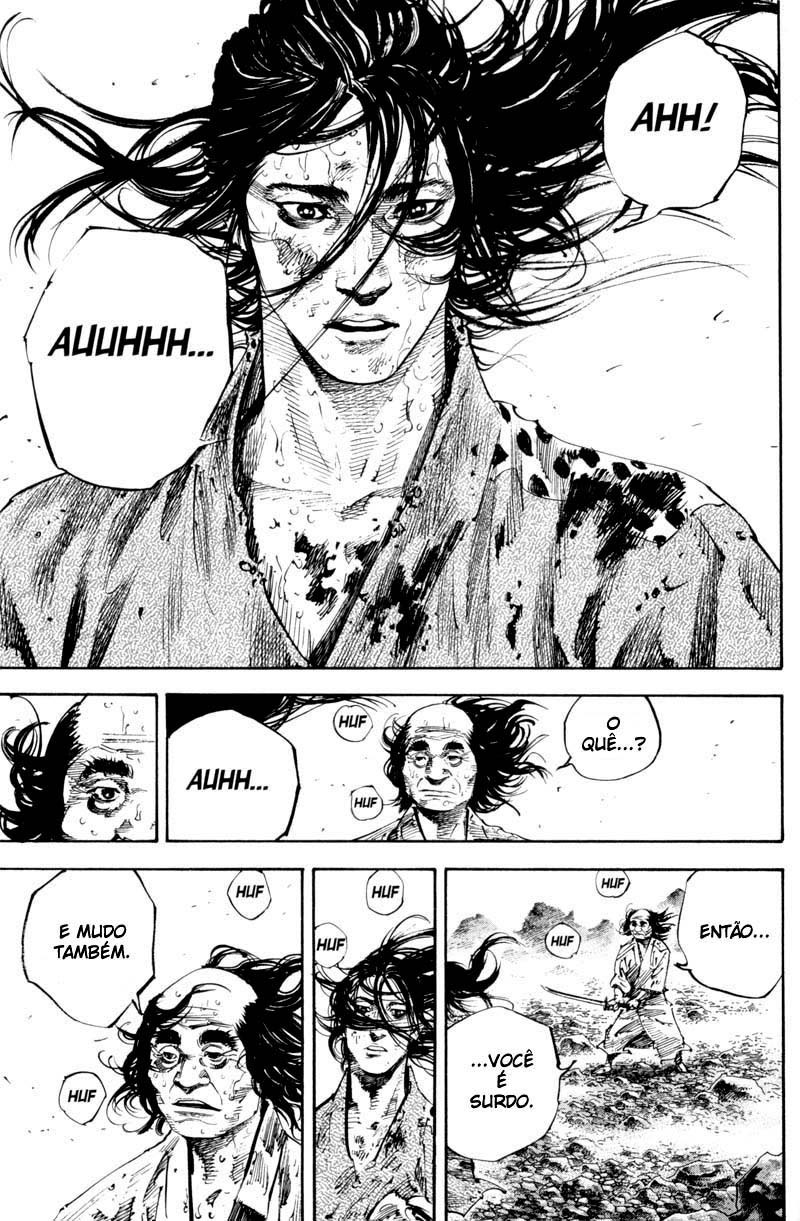 AHH!
AUUHHH...
O
QUÊ...?
HUF
HUF
AUHH...
HUF
HUF
ENTÃO...
...VOCÊ
É
SURDO.
HUF
HUF
HUF
E MUDO
TAMBÉM.
HUF